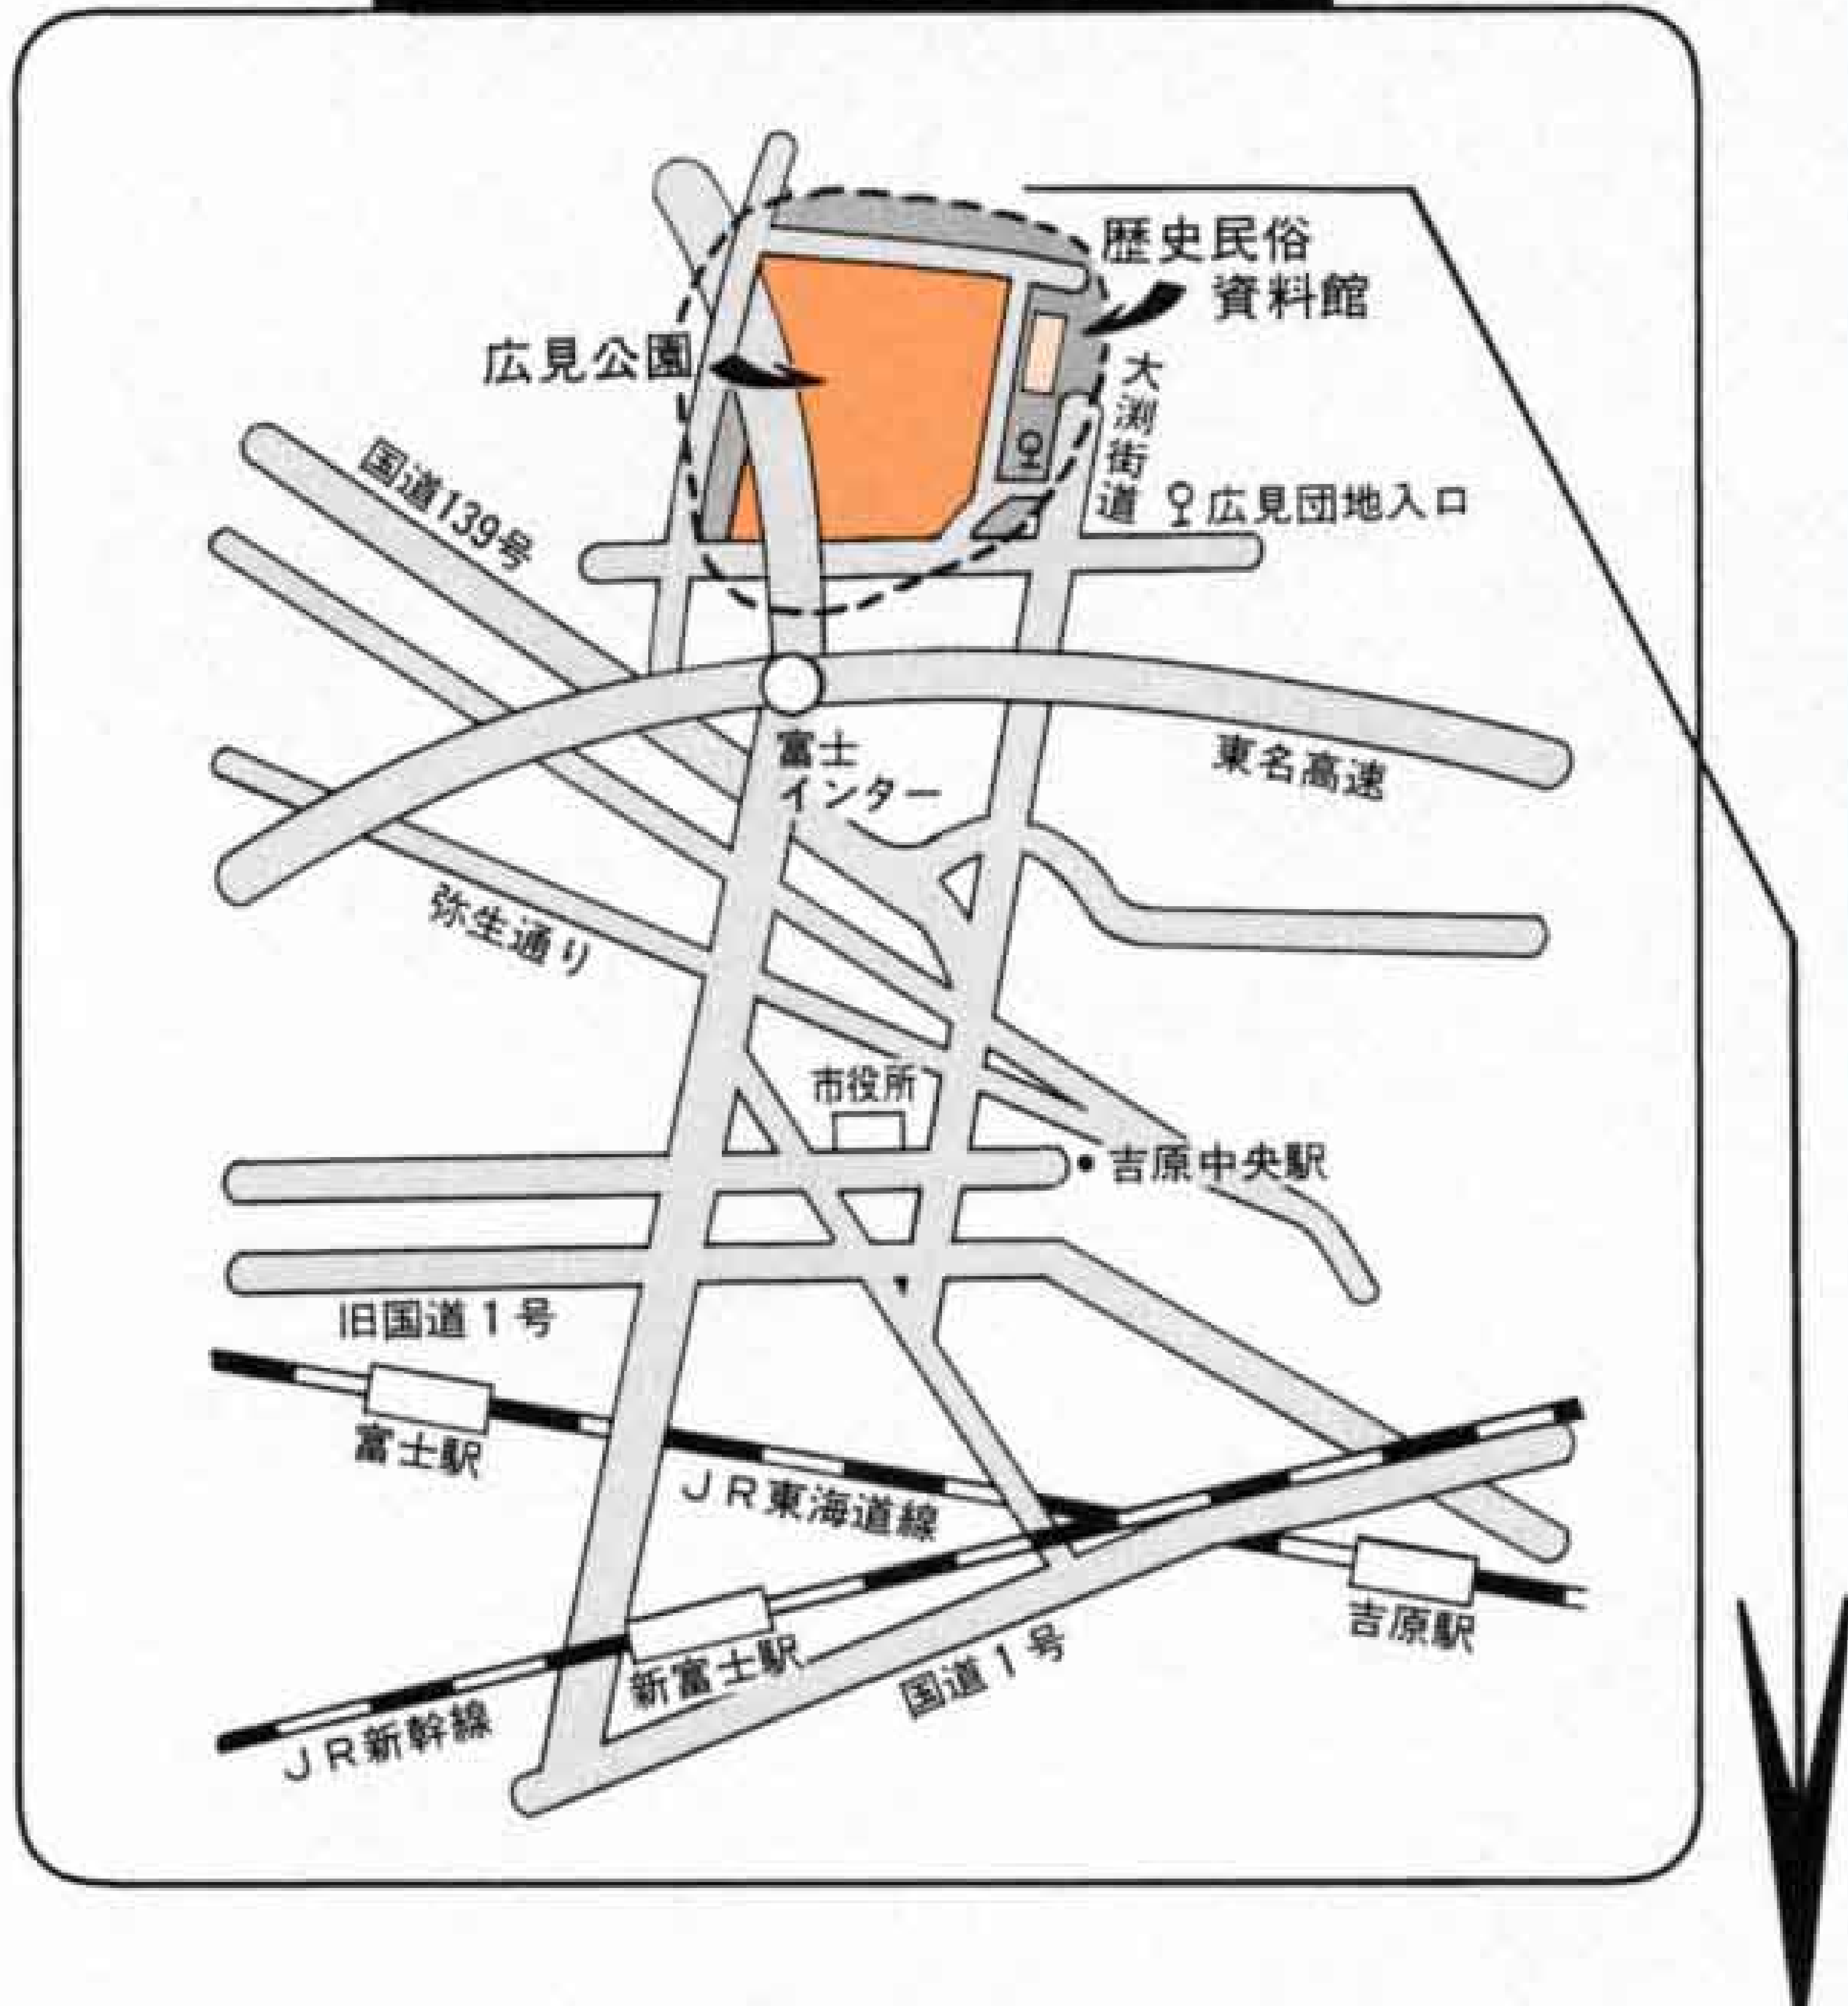 歴史民俗
資料館
広見公園
大渕街道
広見団地入口
国道139号
富士
インター
東名高速
弥生通り
市役所
吉原中央駅
旧国道1号
富士駅
JR東海道線
吉原駅
新富士駅
国道1号
JR新幹線